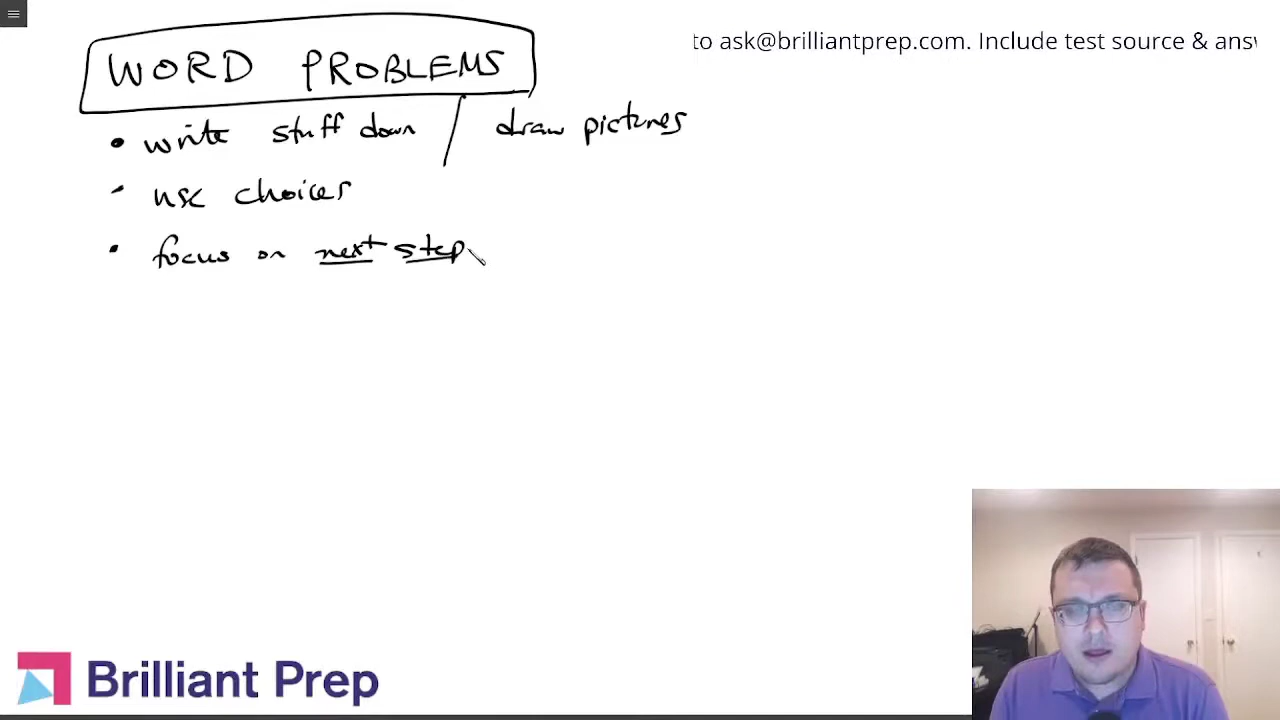 to ask@brilliantprep.com. Include test source & ans
WORD PROBLEMS
• write stuff down / draw pictures
• use choices
• focus on next step
Brilliant Prep